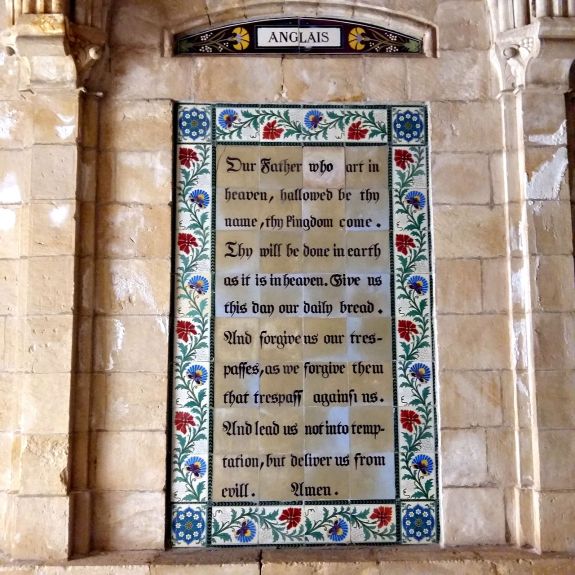 ANGLAIS
Our Father who art in
heaven, hallowed be thy
name, thy kingdom come.
Thy will be done in earth
as it is in heaven. Give us
this day our daily bread.
And forgive us our tres-
passes, as we forgive them
that trespass against us.
And lead us not into temp-
tation, but deliver us from
evill. Amen.